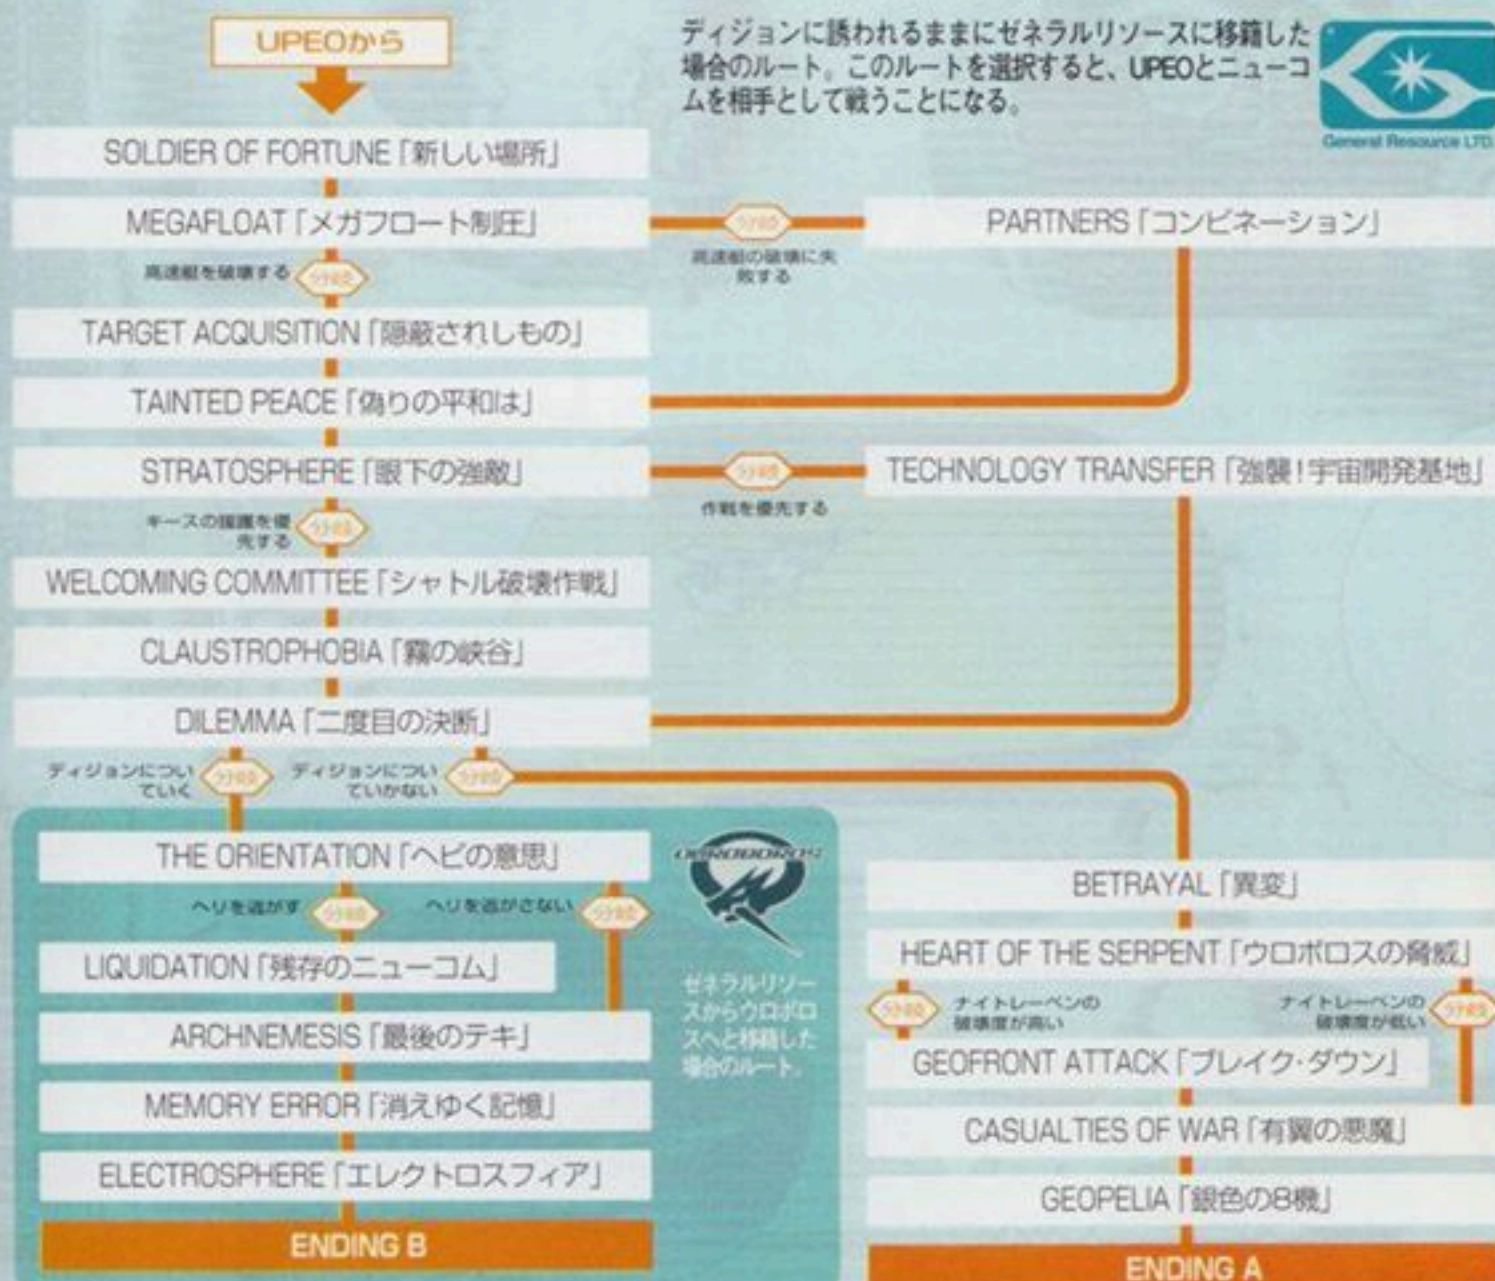 UPEOから
ディジョンに誘われるままにゼネラルリソースに移籍した
場合のルート。このルートを選択すると、UPEOとニューコ
ムを相手として戦うことになる。
General Resource LTD.
SOLDIER OF FORTUNE「新しい場所」
MEGAFLOAT「メガフロート制圧」
PARTNERS「コンビネーション」
高速艇を破壊する
高速艇の破壊に失
敗する
TARGET ACQUISITION「隠蔽されしもの」
TAINTED PEACE「偽りの平和は」
STRATOSPHERE「眼下の強敵」
TECHNOLOGY TRANSFER「強襲!宇宙開発基地」
キースの援護を優
先する
作戦を優先する
WELCOMING COMMITTEE「シャトル破壊作戦」
CLAUSTROPHOBIA「霧の峡谷」
DILEMMA「二度目の決断」
ディジョンについ
ていく
ディジョンについ
ていかない
THE ORIENTATION「ヘビの意思」
OUROBOROS
ヘリを逃がす
ヘリを逃がさない
LIQUIDATION「残存のニューコム」
ARCHNEMESIS「最後のテキ」
MEMORY ERROR「消えゆく記憶」
ELECTROSPHERE「エレクトロスフィア」
ENDING B
ゼネラルリソー
スからウロボロ
スへと移籍した
場合のルート。
BETRAYAL「異変」
HEART OF THE SERPENT「ウロボロスの脅威」
ナイトレーベンの
破壊度が高い
ナイトレーベンの
破壊度が低い
GEOFRONT ATTACK「ブレイク・ダウン」
CASUALTIES OF WAR「有翼の悪魔」
GEOPELIA「銀色の8機」
ENDING A